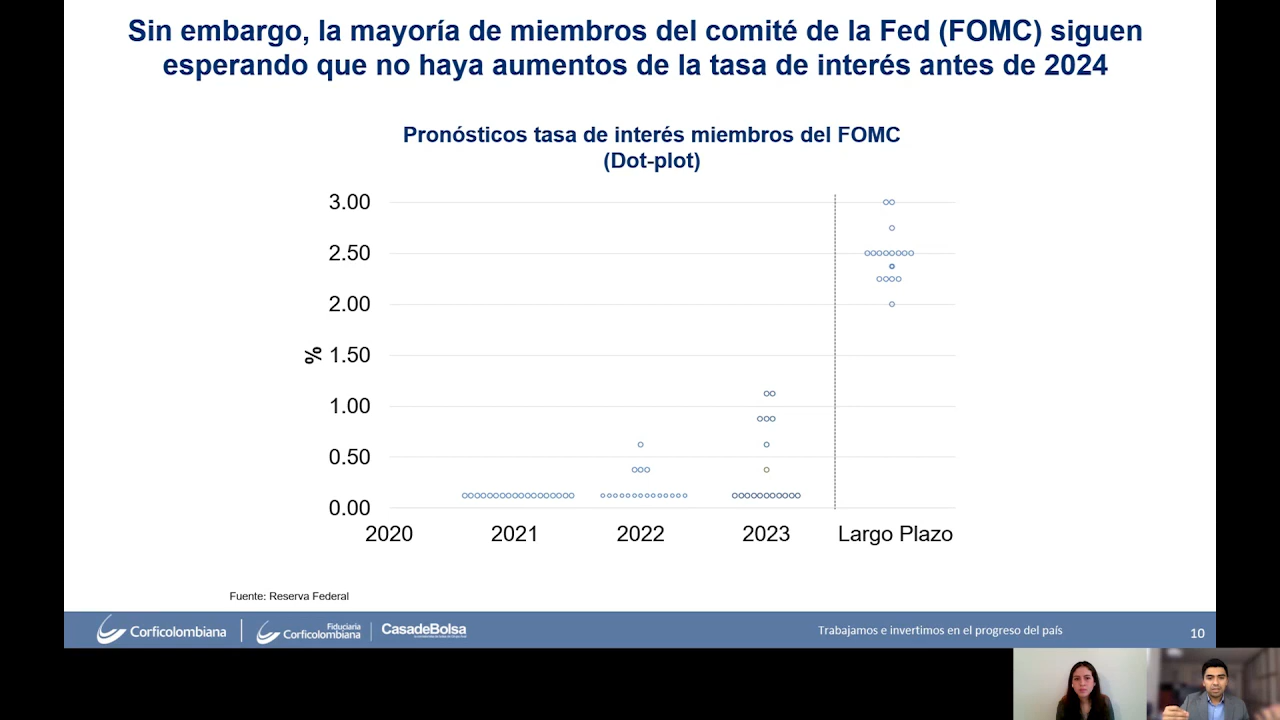 Sin embargo, la mayoría de miembros del comité de la Fed (FOMC) siguen
esperando que no haya aumentos de la tasa de interés antes de 2024
Pronósticos tasa de interés miembros del FOMC
(Dot-plot)
3.00
2.50
2.00
% 1.50
1.00
0.50
0.00
2020 2021 2022 2023 Largo Plazo
Fuente: Reserva Federal
Corficolombiana
Fiduciaria
Corficolombiana
CasadeBolsa
Trabajamos e invertimos en el progreso del país
10